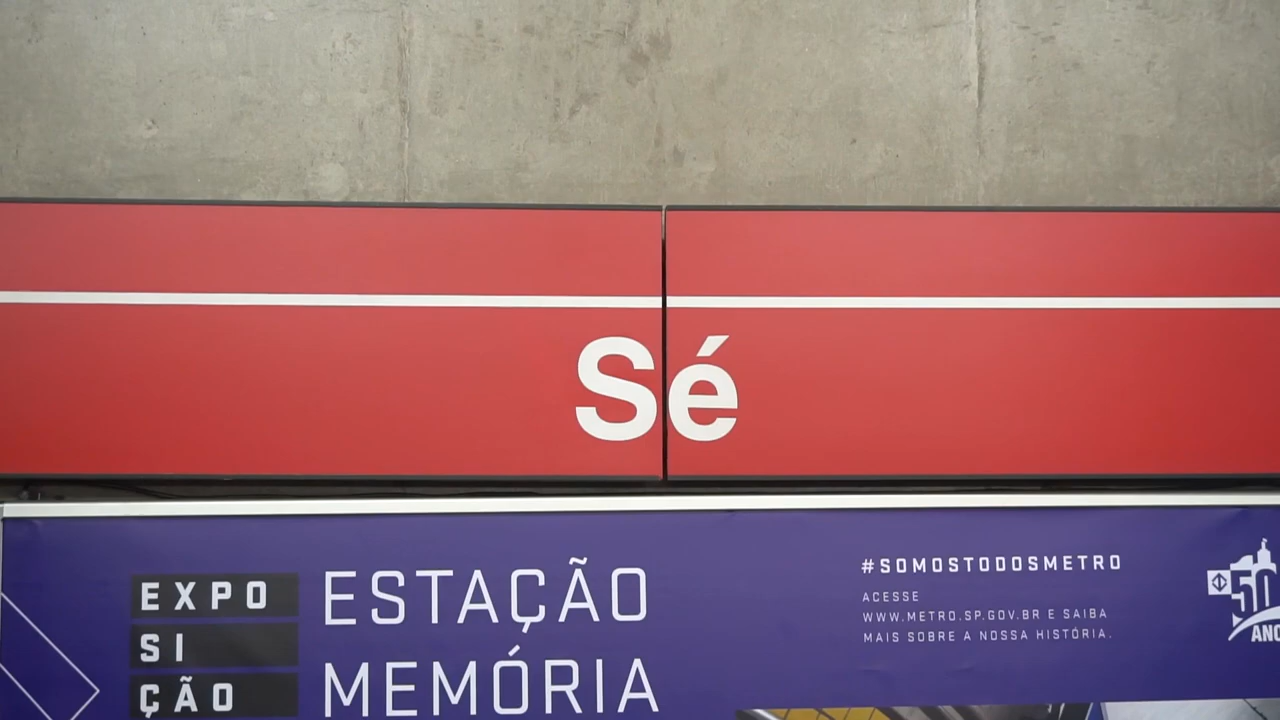 Sé
EXPO
SI
ÇÃO
ESTAÇÃO
MEMÓRIA
#SOMOSTODOSMETRO
ACESSE
WWW.METRO.SP.GOV.BR E SAIBA
MAIS SOBRE A NOSSA HISTÓRIA.
50